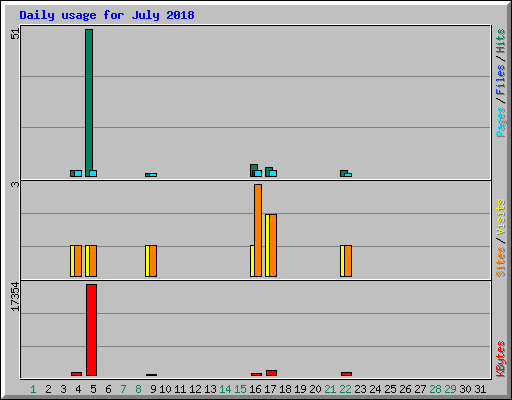 Daily usage for July 2018
51
Pages / Files / Hits
3
Sites / Visits
17354
KBytes
1 2 3 4 5 6 7 8 9 10 11 12 13 14 15 16 17 18 19 20 21 22 23 24 25 26 27 28 29 30 31